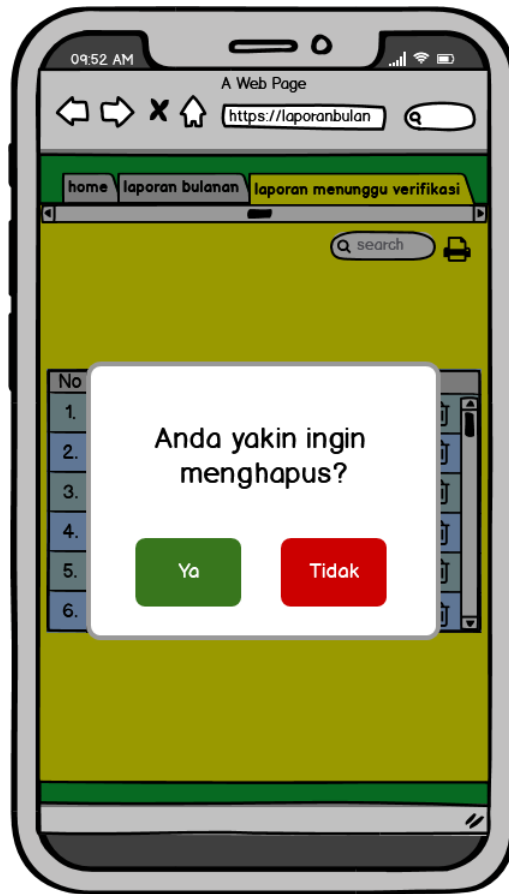 09:52 AM
A Web Page
https://laporanbulan
home laporan bulanan laporan menunggu verifikasi
search
No
1.
2.
3.
4.
5.
6.
Anda yakin ingin
menghapus?
Ya Tidak